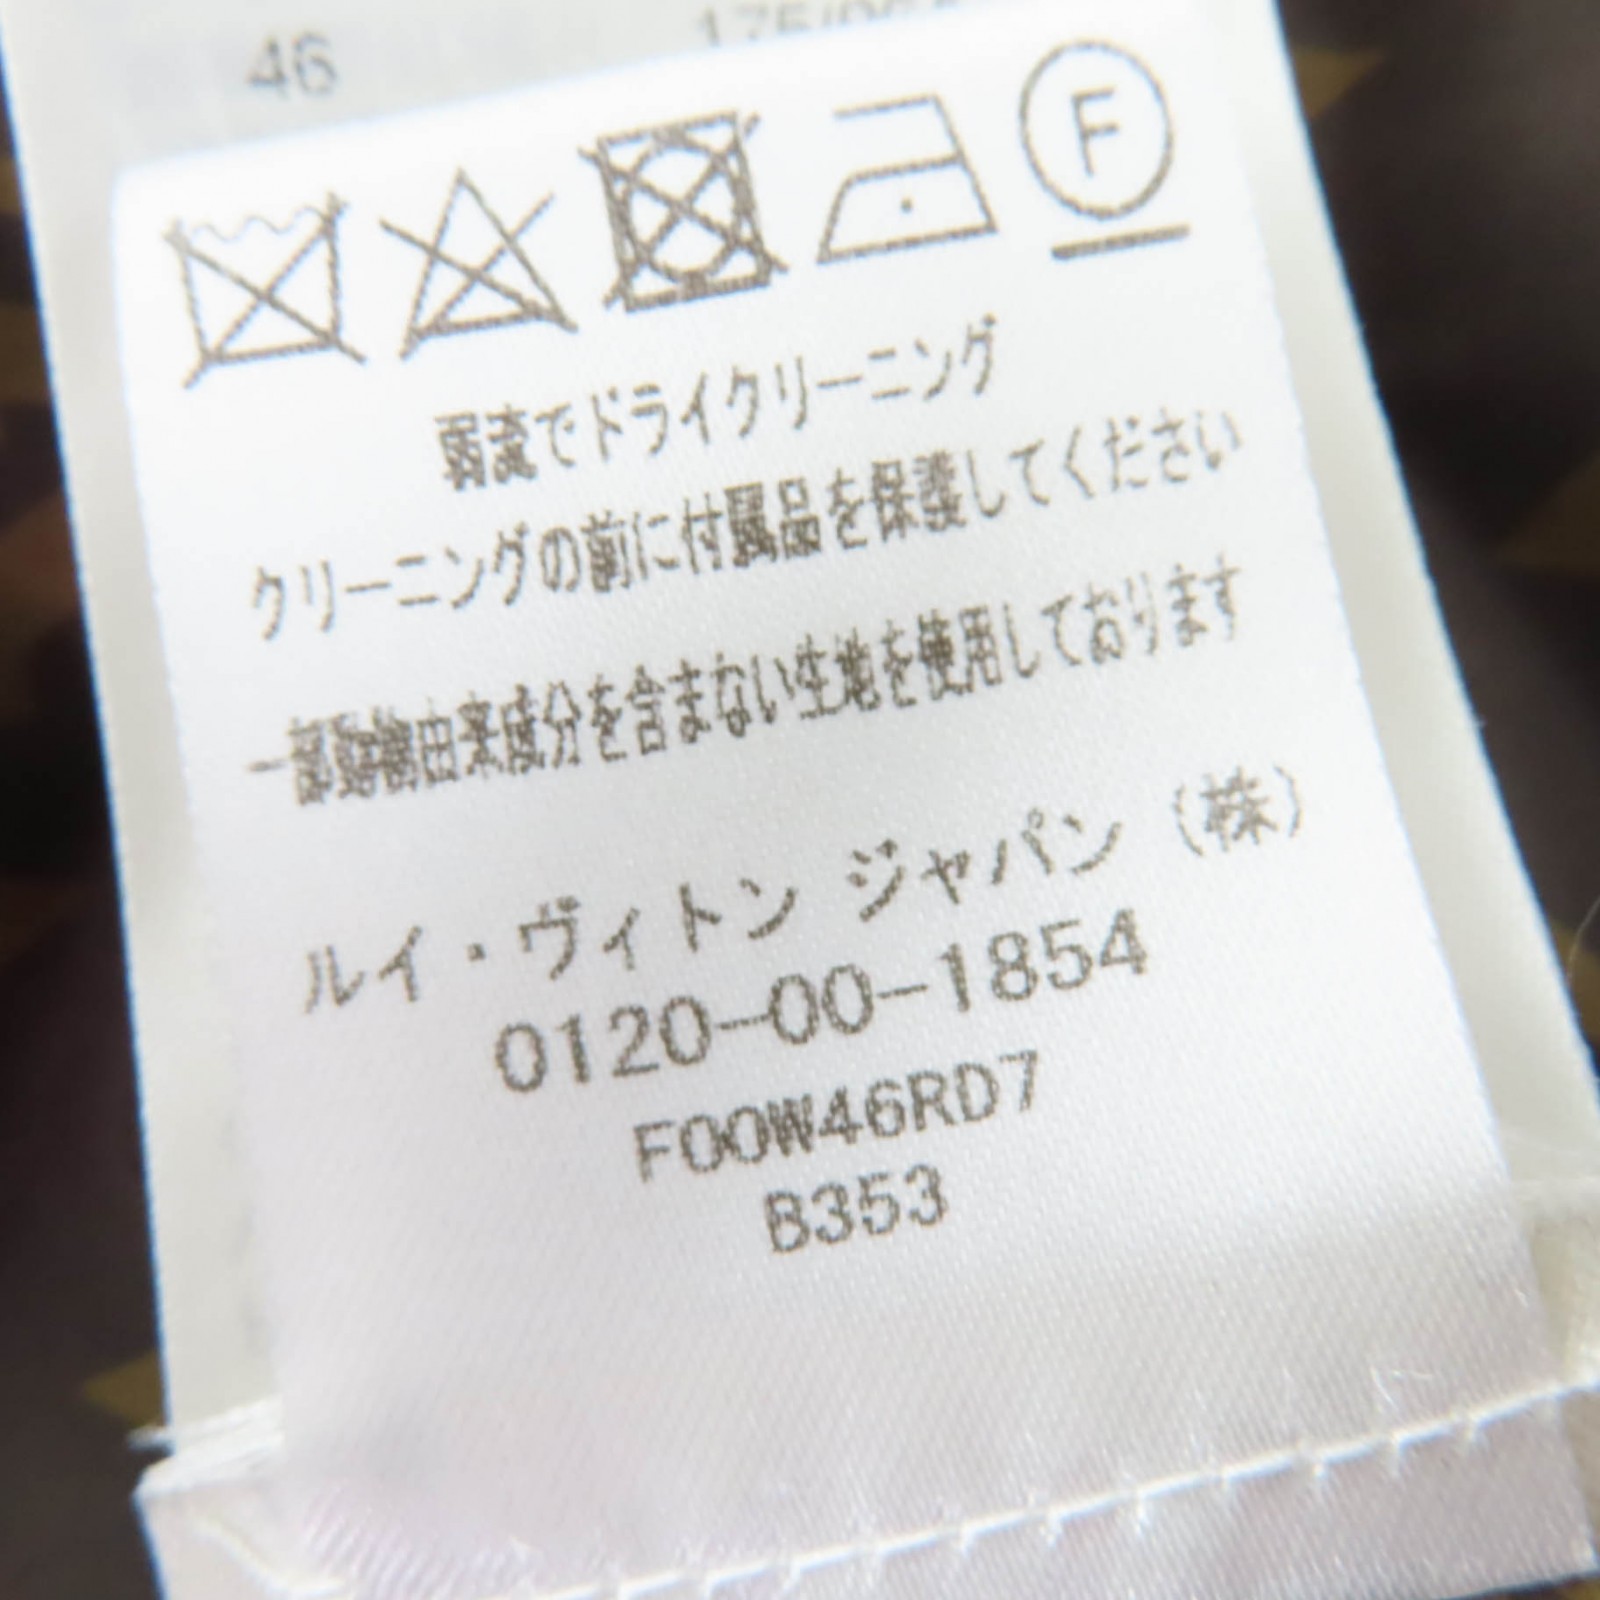 46
F
弱流でドライクリーニング
クリーニングの前に付属品を保護してください
一部動物由来成分を含まない生地を使用しております
ルイ・ヴィトン ジャパン (株)
0120-00-1854
F00W46RD7
B353